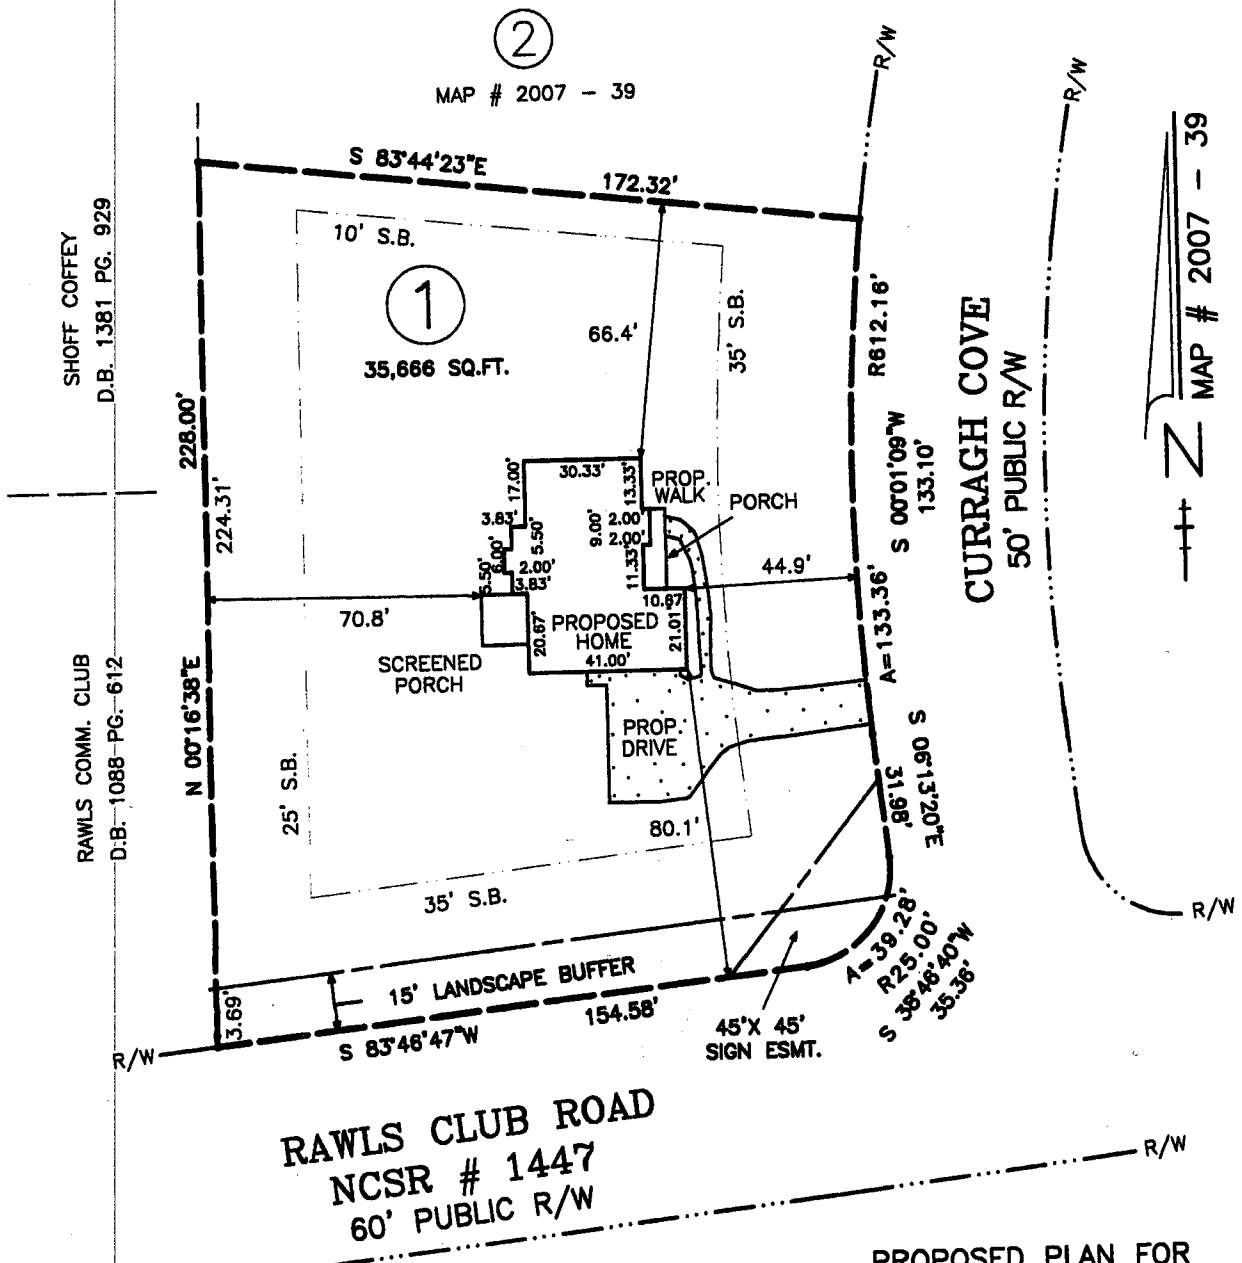 2
MAP # 2007 - 39
R/W
R/W
S 83°44'23"E
172.32'
MAP # 2007 - 39
N
SHOFF COFFEY
D.B. 1381 PG. 929
10' S.B.
1
35,666 SQ.FT.
66.4'
35' S.B.
R612.16'
CURRAGH COVE
50' PUBLIC R/W
228.00'
224.31'
S 00°01'09"W
133.10'
A=133.36'
30.33'
17.00'
13.33'
PROP.
WALK
PORCH
3.83'
5.50'
6.00'
5.50'
2.00'
3.83'
9.00'
2.00'
2.00'
11.33'
44.9'
10.67'
70.8'
PROPOSED
HOME
20.67'
21.01'
41.00'
SCREENED
PORCH
RAWLS COMM. CLUB
D.B. 1088 PG. 612
N 00°16'38"E
PROP.
DRIVE
25' S.B.
S 06°13'20"E
31.98'
80.1'
35' S.B.
R/W
A=39.28'
R25.00'
S 38°46'40"W
35.36'
15' LANDSCAPE BUFFER
3.69'
154.58'
S 83°46'47"W
45'X 45'
SIGN ESMT.
R/W
RAWLS CLUB ROAD
NCSR # 1447
60' PUBLIC R/W
R/W
PROPOSED PLAN FOR